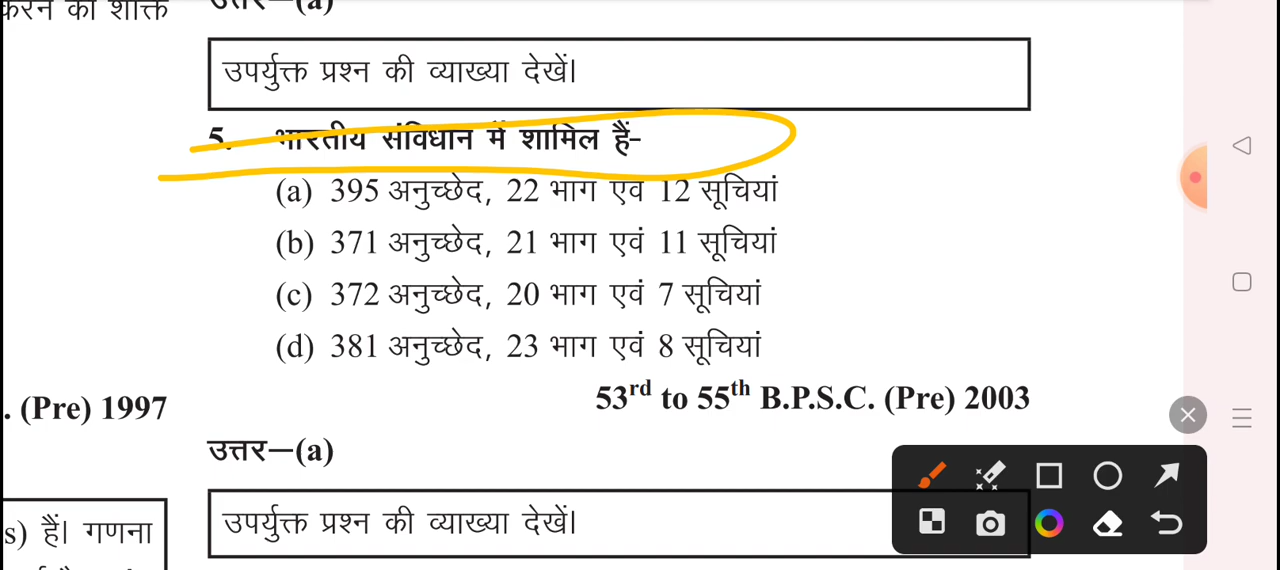 करने की शक्ति
उत्तर—(a)
उपर्युक्त प्रश्न की व्याख्या देखें।
5. भारतीय संविधान में शामिल हैं-
(a) 395 अनुच्छेद, 22 भाग एवं 12 सूचियां
(b) 371 अनुच्छेद, 21 भाग एवं 11 सूचियां
(c) 372 अनुच्छेद, 20 भाग एवं 7 सूचियां
(d) 381 अनुच्छेद, 23 भाग एवं 8 सूचियां
. (Pre) 1997
53rd to 55th B.P.S.C. (Pre) 2003
उत्तर—(a)
s) हैं। गणना
उपर्युक्त प्रश्न की व्याख्या देखें।